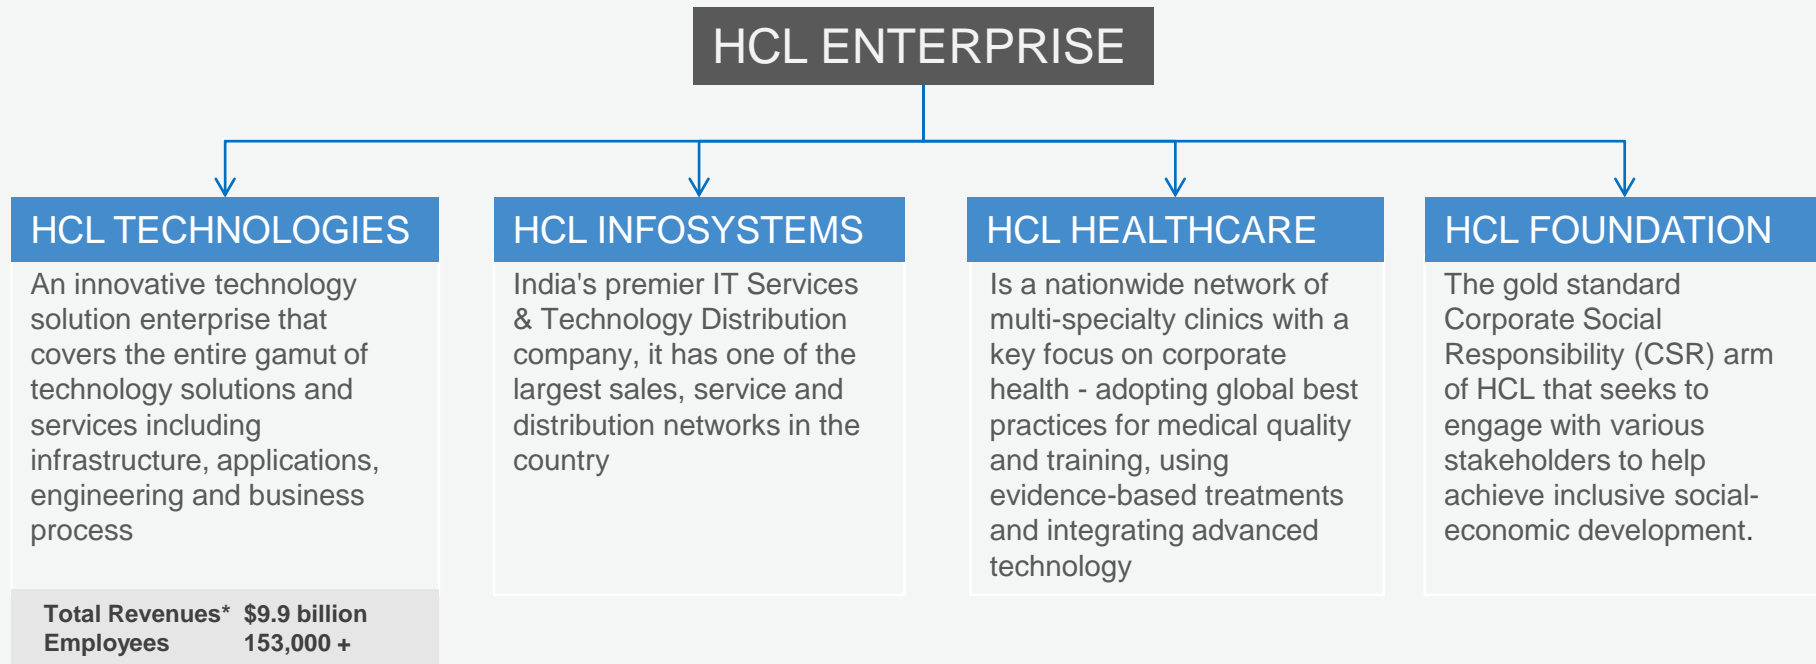 HCL ENTERPRISE
HCL TECHNOLOGIES
An innovative technology
solution enterprise that
covers the entire gamut of
technology solutions and
services including
infrastructure, applications,
engineering and business
process
Total Revenues* $9.9 billion
Employees 153,000 +
HCL INFOSYSTEMS
India's premier IT Services
& Technology Distribution
company, it has one of the
largest sales, service and
distribution networks in the
country
HCL HEALTHCARE
Is a nationwide network of
multi-specialty clinics with a
key focus on corporate
health - adopting global best
practices for medical quality
and training, using
evidence-based treatments
and integrating advanced
technology
HCL FOUNDATION
The gold standard
Corporate Social
Responsibility (CSR) arm
of HCL that seeks to
engage with various
stakeholders to help
achieve inclusive social-
economic development.